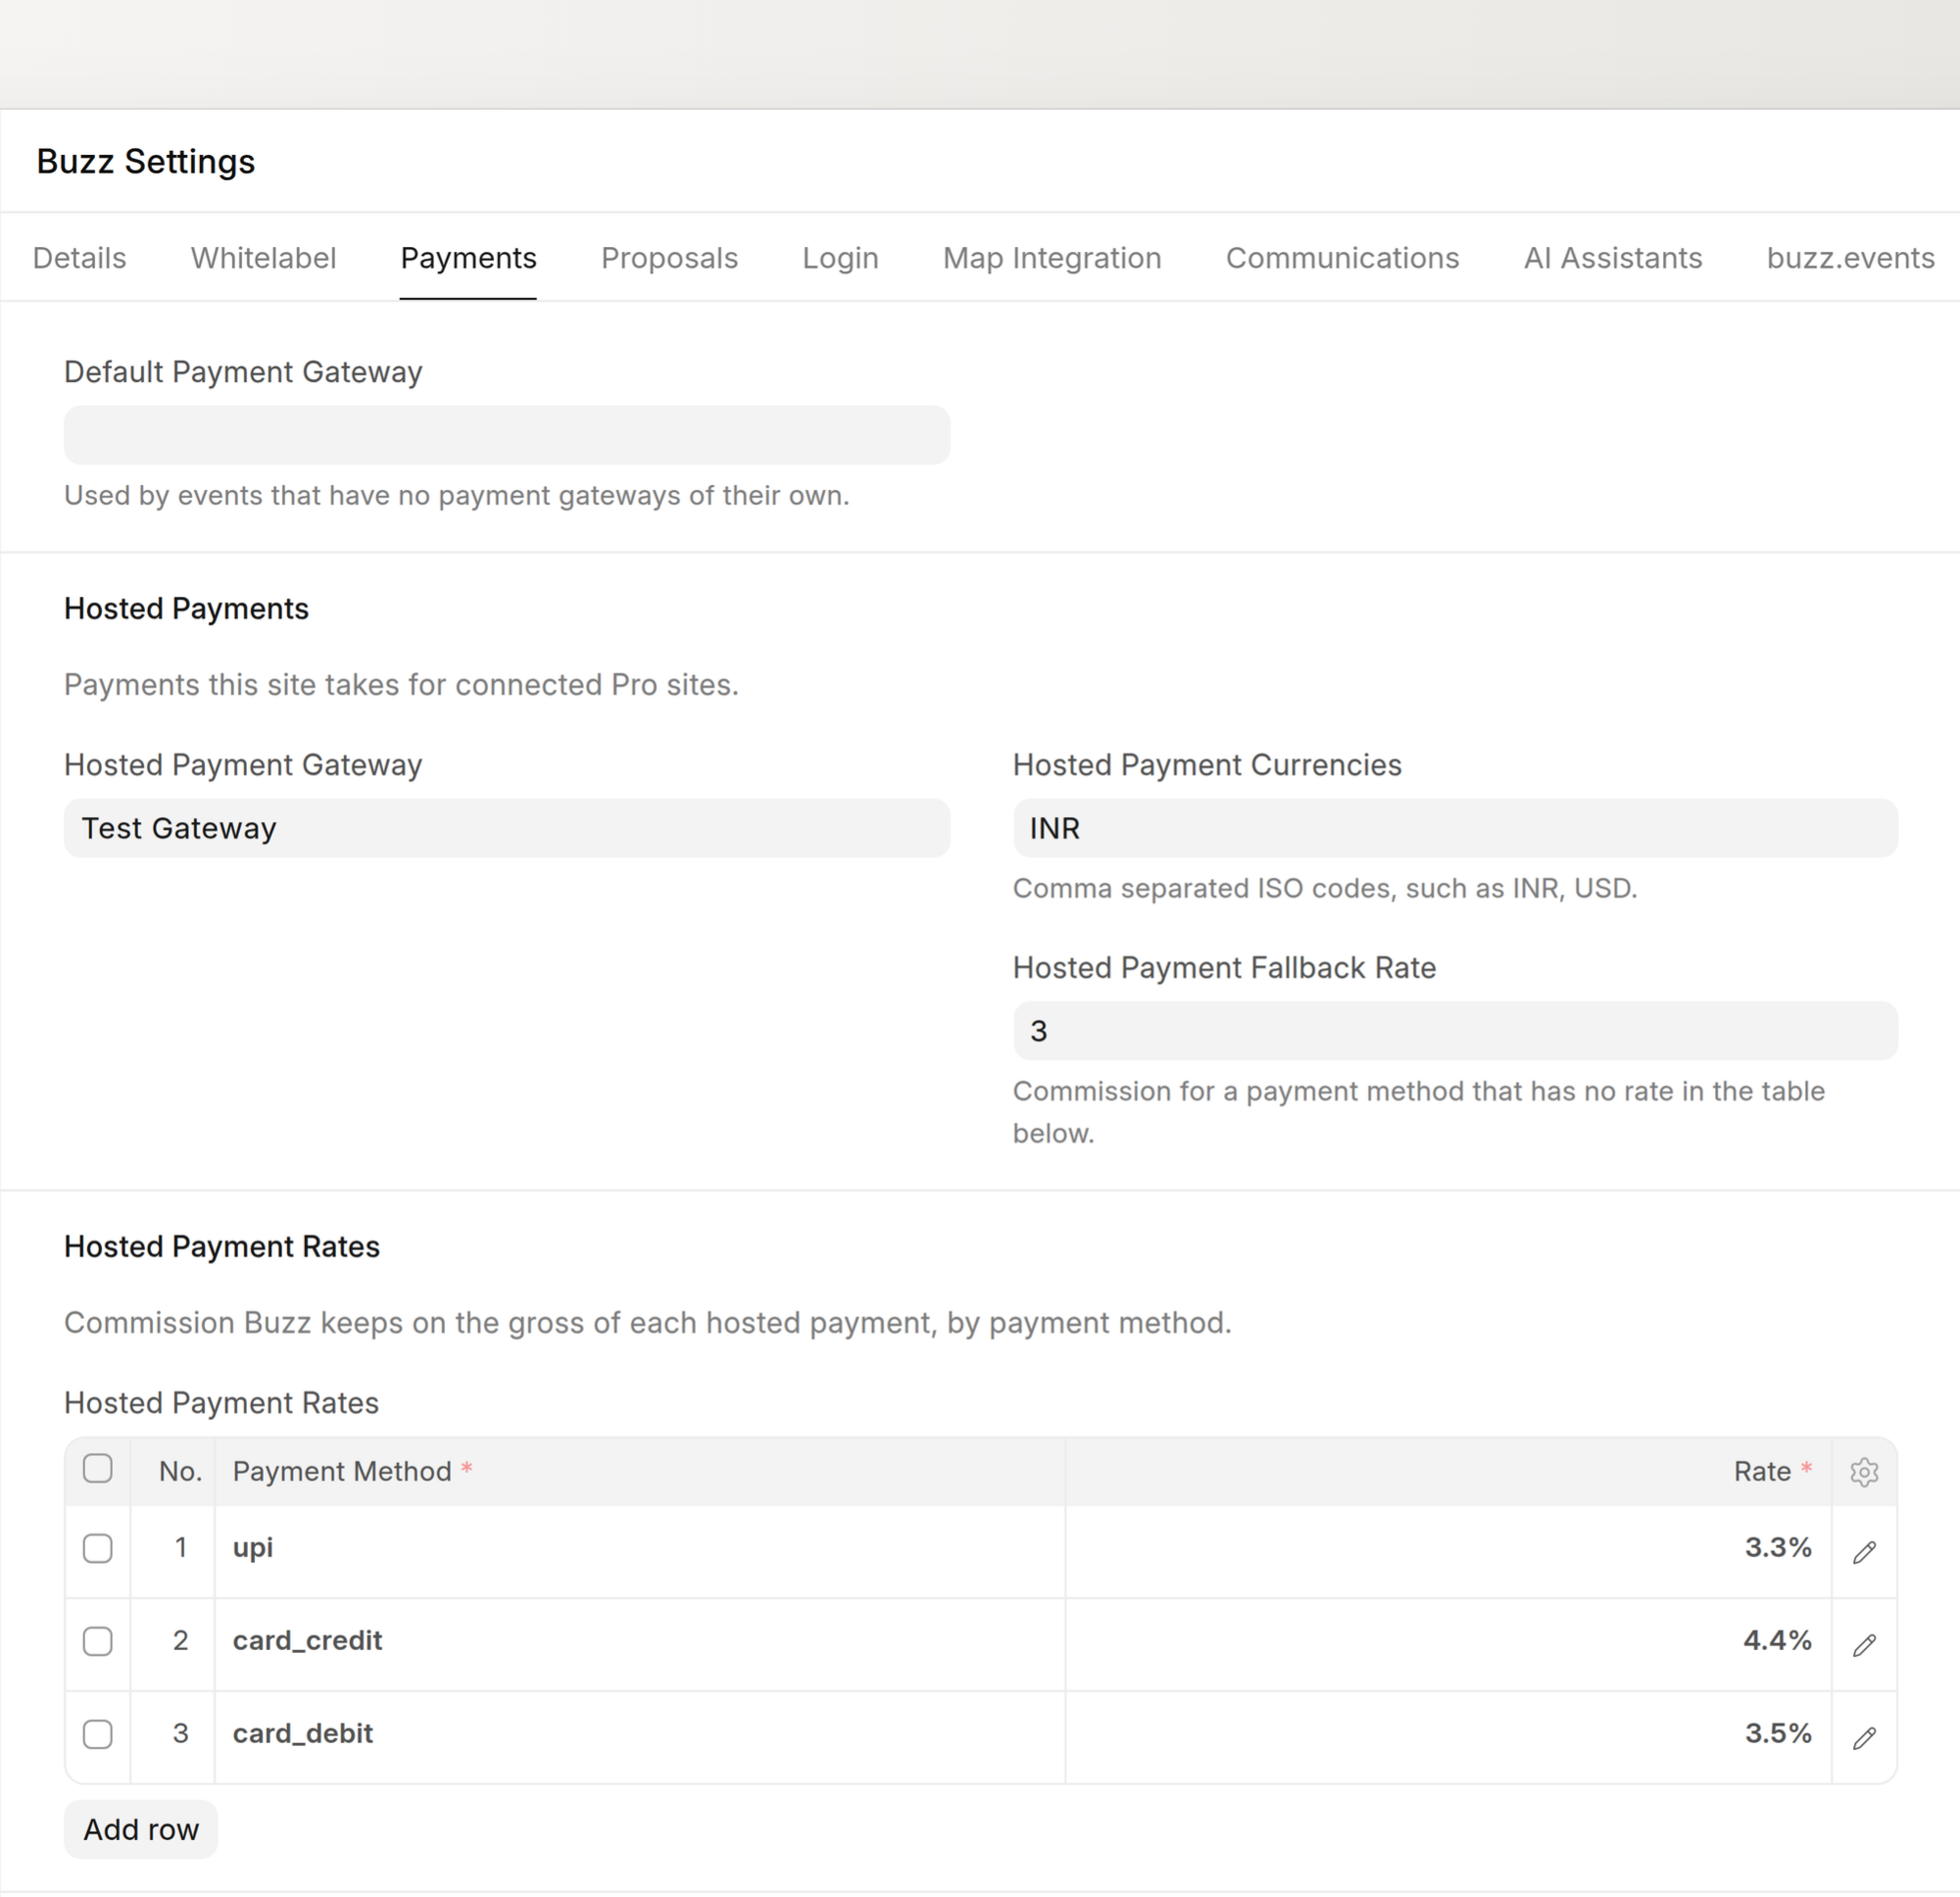 Buzz Settings
Details Whitelabel Payments Proposals Login Map Integration Communications AI Assistants buzz.events
Default Payment Gateway
Used by events that have no payment gateways of their own.
Hosted Payments
Payments this site takes for connected Pro sites.
Hosted Payment Gateway
Test Gateway
Hosted Payment Currencies
INR
Comma separated ISO codes, such as INR, USD.
Hosted Payment Fallback Rate
3
Commission for a payment method that has no rate in the table
below.
Hosted Payment Rates
Commission Buzz keeps on the gross of each hosted payment, by payment method.
Hosted Payment Rates
No. Payment Method * Rate *
1 upi 3.3%
2 card_credit 4.4%
3 card_debit 3.5%
Add row